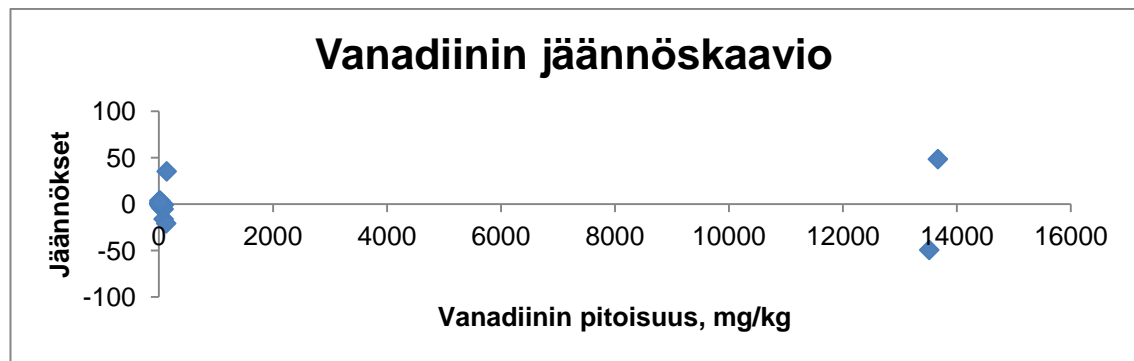 Vanadiinin jäännöskaavio
100
50
0
-50
-100
Jäännökset
0 2000 4000 6000 8000 10000 12000 14000 16000
Vanadiinin pitoisuus, mg/kg